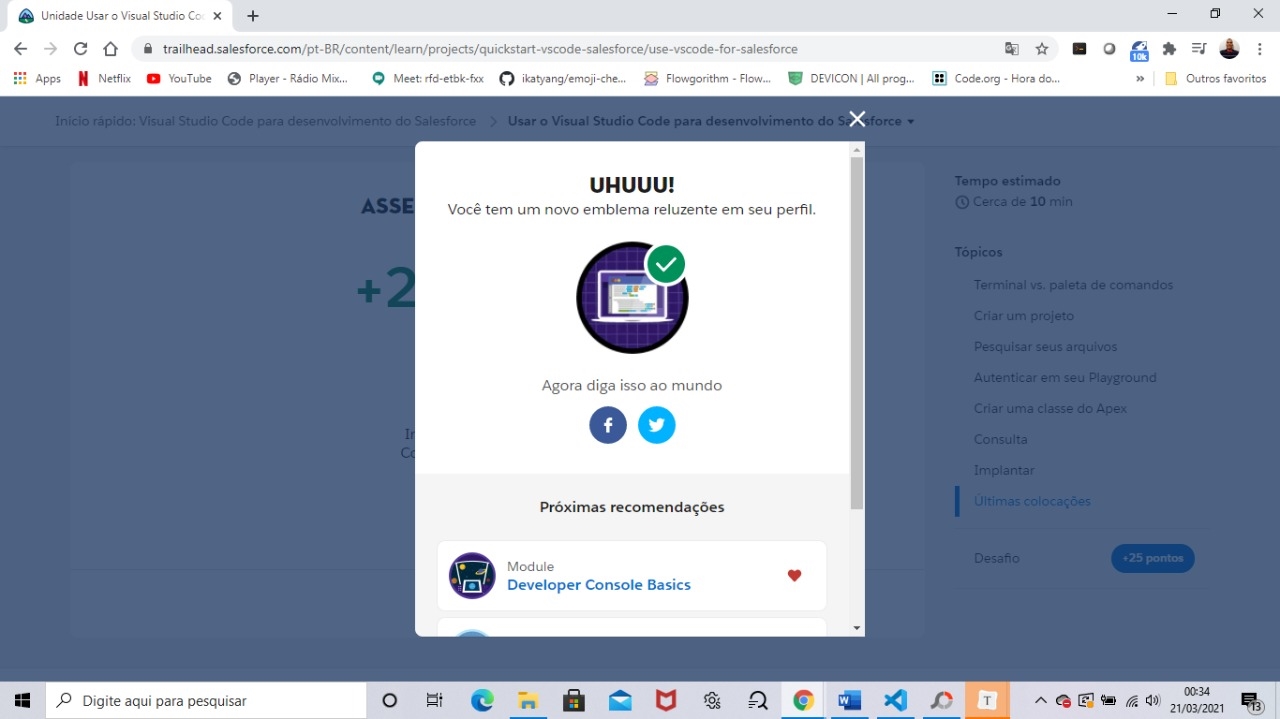 Unidade Usar o Visual Studio Co
trailhead.salesforce.com/pt-BR/content/learn/projects/quickstart-vscode-salesforce/use-vscode-for-salesforce
10k
Apps Netflix YouTube Player - Rádio Mix... Meet: rfd-etbk-fxx ikatyang/emoji-che... Flowgorithm - Flow... DEVICON | All prog... Code.org - Hora do... » Outros favoritos
Início rápido: Visual Studio Code para desenvolvimento do Salesforce > Usar o Visual Studio Code para desenvolvimento do Salesforce
UHUUU!
Você tem um novo emblema reluzente em seu perfil.
ASSE
+2
Agora diga isso ao mundo
Próximas recomendações
Module
Developer Console Basics
Tempo estimado
Cerca de 10 min
Tópicos
Terminal vs. paleta de comandos
Criar um projeto
Pesquisar seus arquivos
Autenticar em seu Playground
Criar uma classe do Apex
Consulta
Implantar
Últimas colocações
Desafio +25 pontos
Digite aqui para pesquisar
00:34
21/03/2021
13